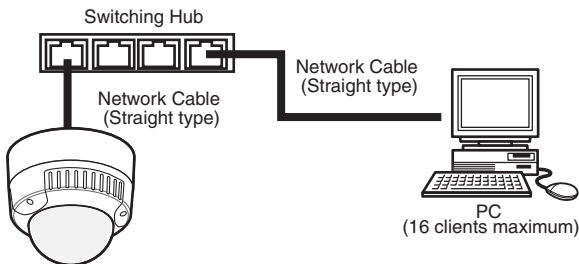 Switching Hub
Network Cable
(Straight type)
Network Cable
(Straight type)
PC
(16 clients maximum)